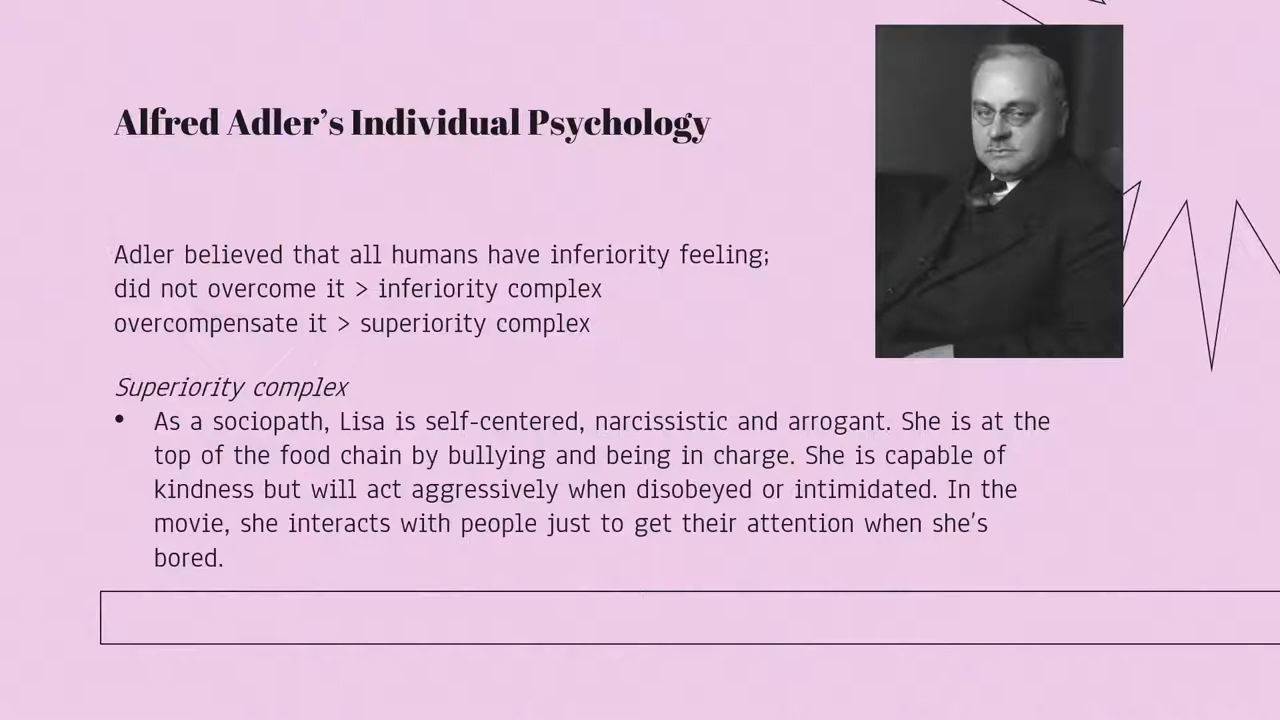 Alfred Adler’s Individual Psychology
Adler believed that all humans have inferiority feeling;
did not overcome it > inferiority complex
overcompensate it > superiority complex
Superiority complex
• As a sociopath, Lisa is self-centered, narcissistic and arrogant. She is at the
top of the food chain by bullying and being in charge. She is capable of
kindness but will act aggressively when disobeyed or intimidated. In the
movie, she interacts with people just to get their attention when she’s
bored.